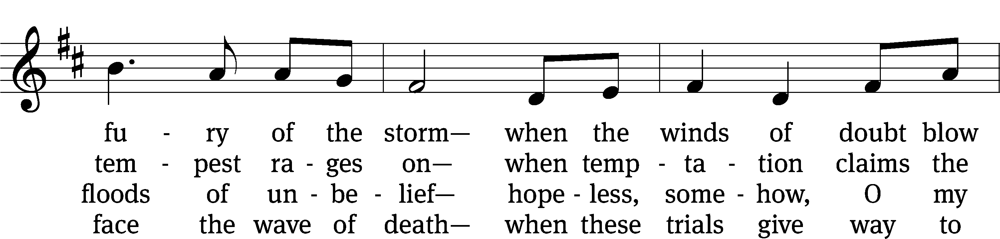 fu - ry of the storm— when the winds of doubt blow
tem - pest ra - ges on— when temp - ta - tion claims the
floods of un - be - lief— hope - less, some - how, O my
face the wave of death— when these trials give way to